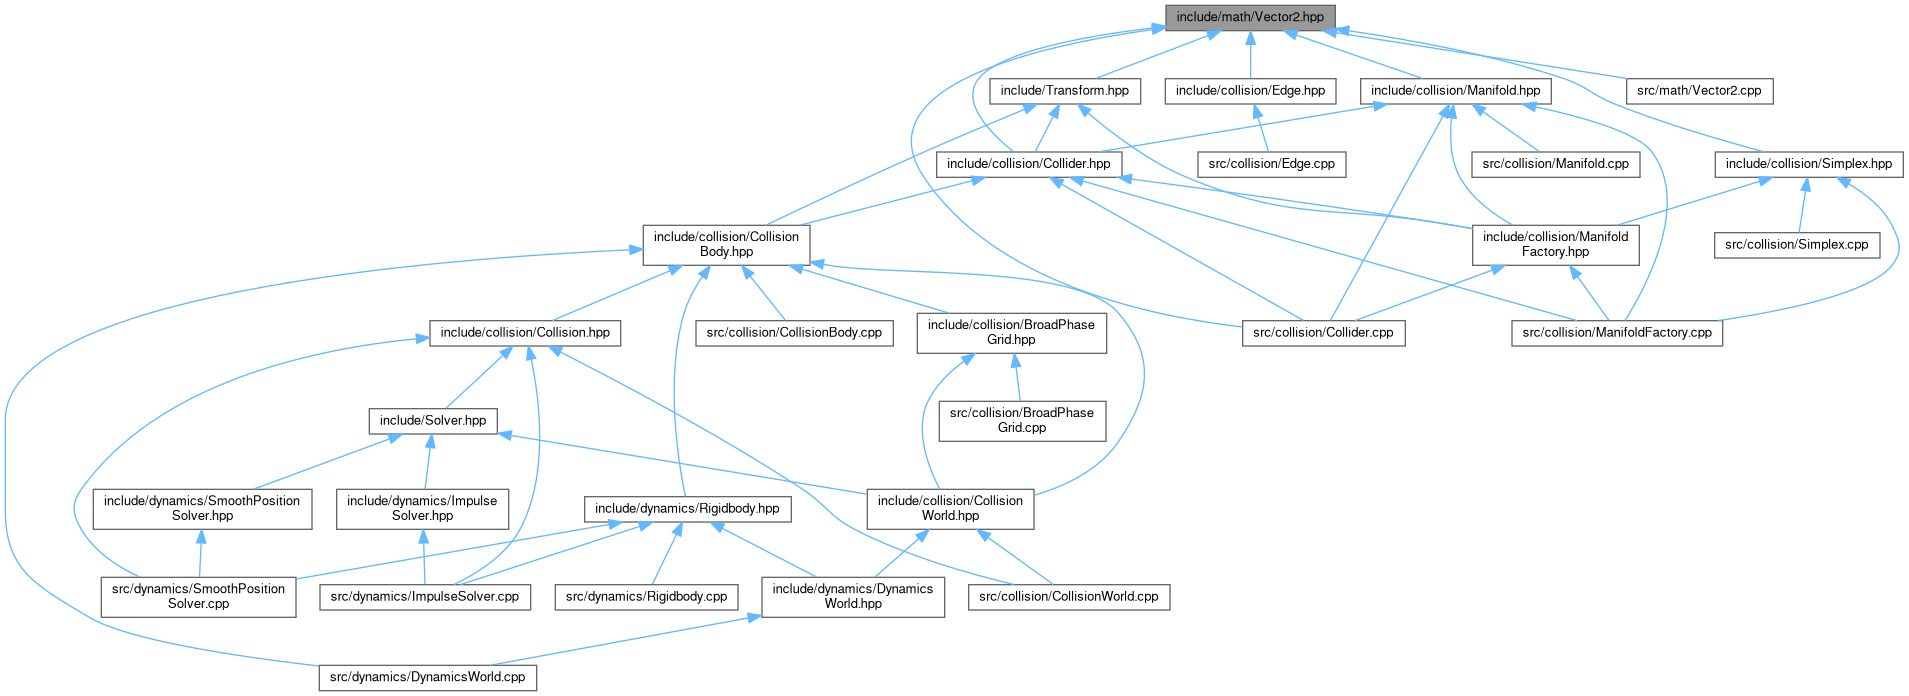 include/math/Vector2.hpp
include/Transform.hpp
include/collision/Edge.hpp
include/collision/Manifold.hpp
src/math/Vector2.cpp
include/collision/Collider.hpp
src/collision/Edge.cpp
src/collision/Manifold.cpp
include/collision/Simplex.hpp
include/collision/Collision
Body.hpp
include/collision/Manifold
Factory.hpp
src/collision/Simplex.cpp
include/collision/Collision.hpp
src/collision/CollisionBody.cpp
include/collision/BroadPhase
Grid.hpp
src/collision/Collider.cpp
src/collision/ManifoldFactory.cpp
include/Solver.hpp
src/collision/BroadPhase
Grid.cpp
include/dynamics/SmoothPosition
Solver.hpp
include/dynamics/Impulse
Solver.hpp
include/dynamics/Rigidbody.hpp
include/collision/Collision
World.hpp
src/dynamics/SmoothPosition
Solver.cpp
src/dynamics/ImpulseSolver.cpp
src/dynamics/Rigidbody.cpp
include/dynamics/Dynamics
World.hpp
src/collision/CollisionWorld.cpp
src/dynamics/DynamicsWorld.cpp